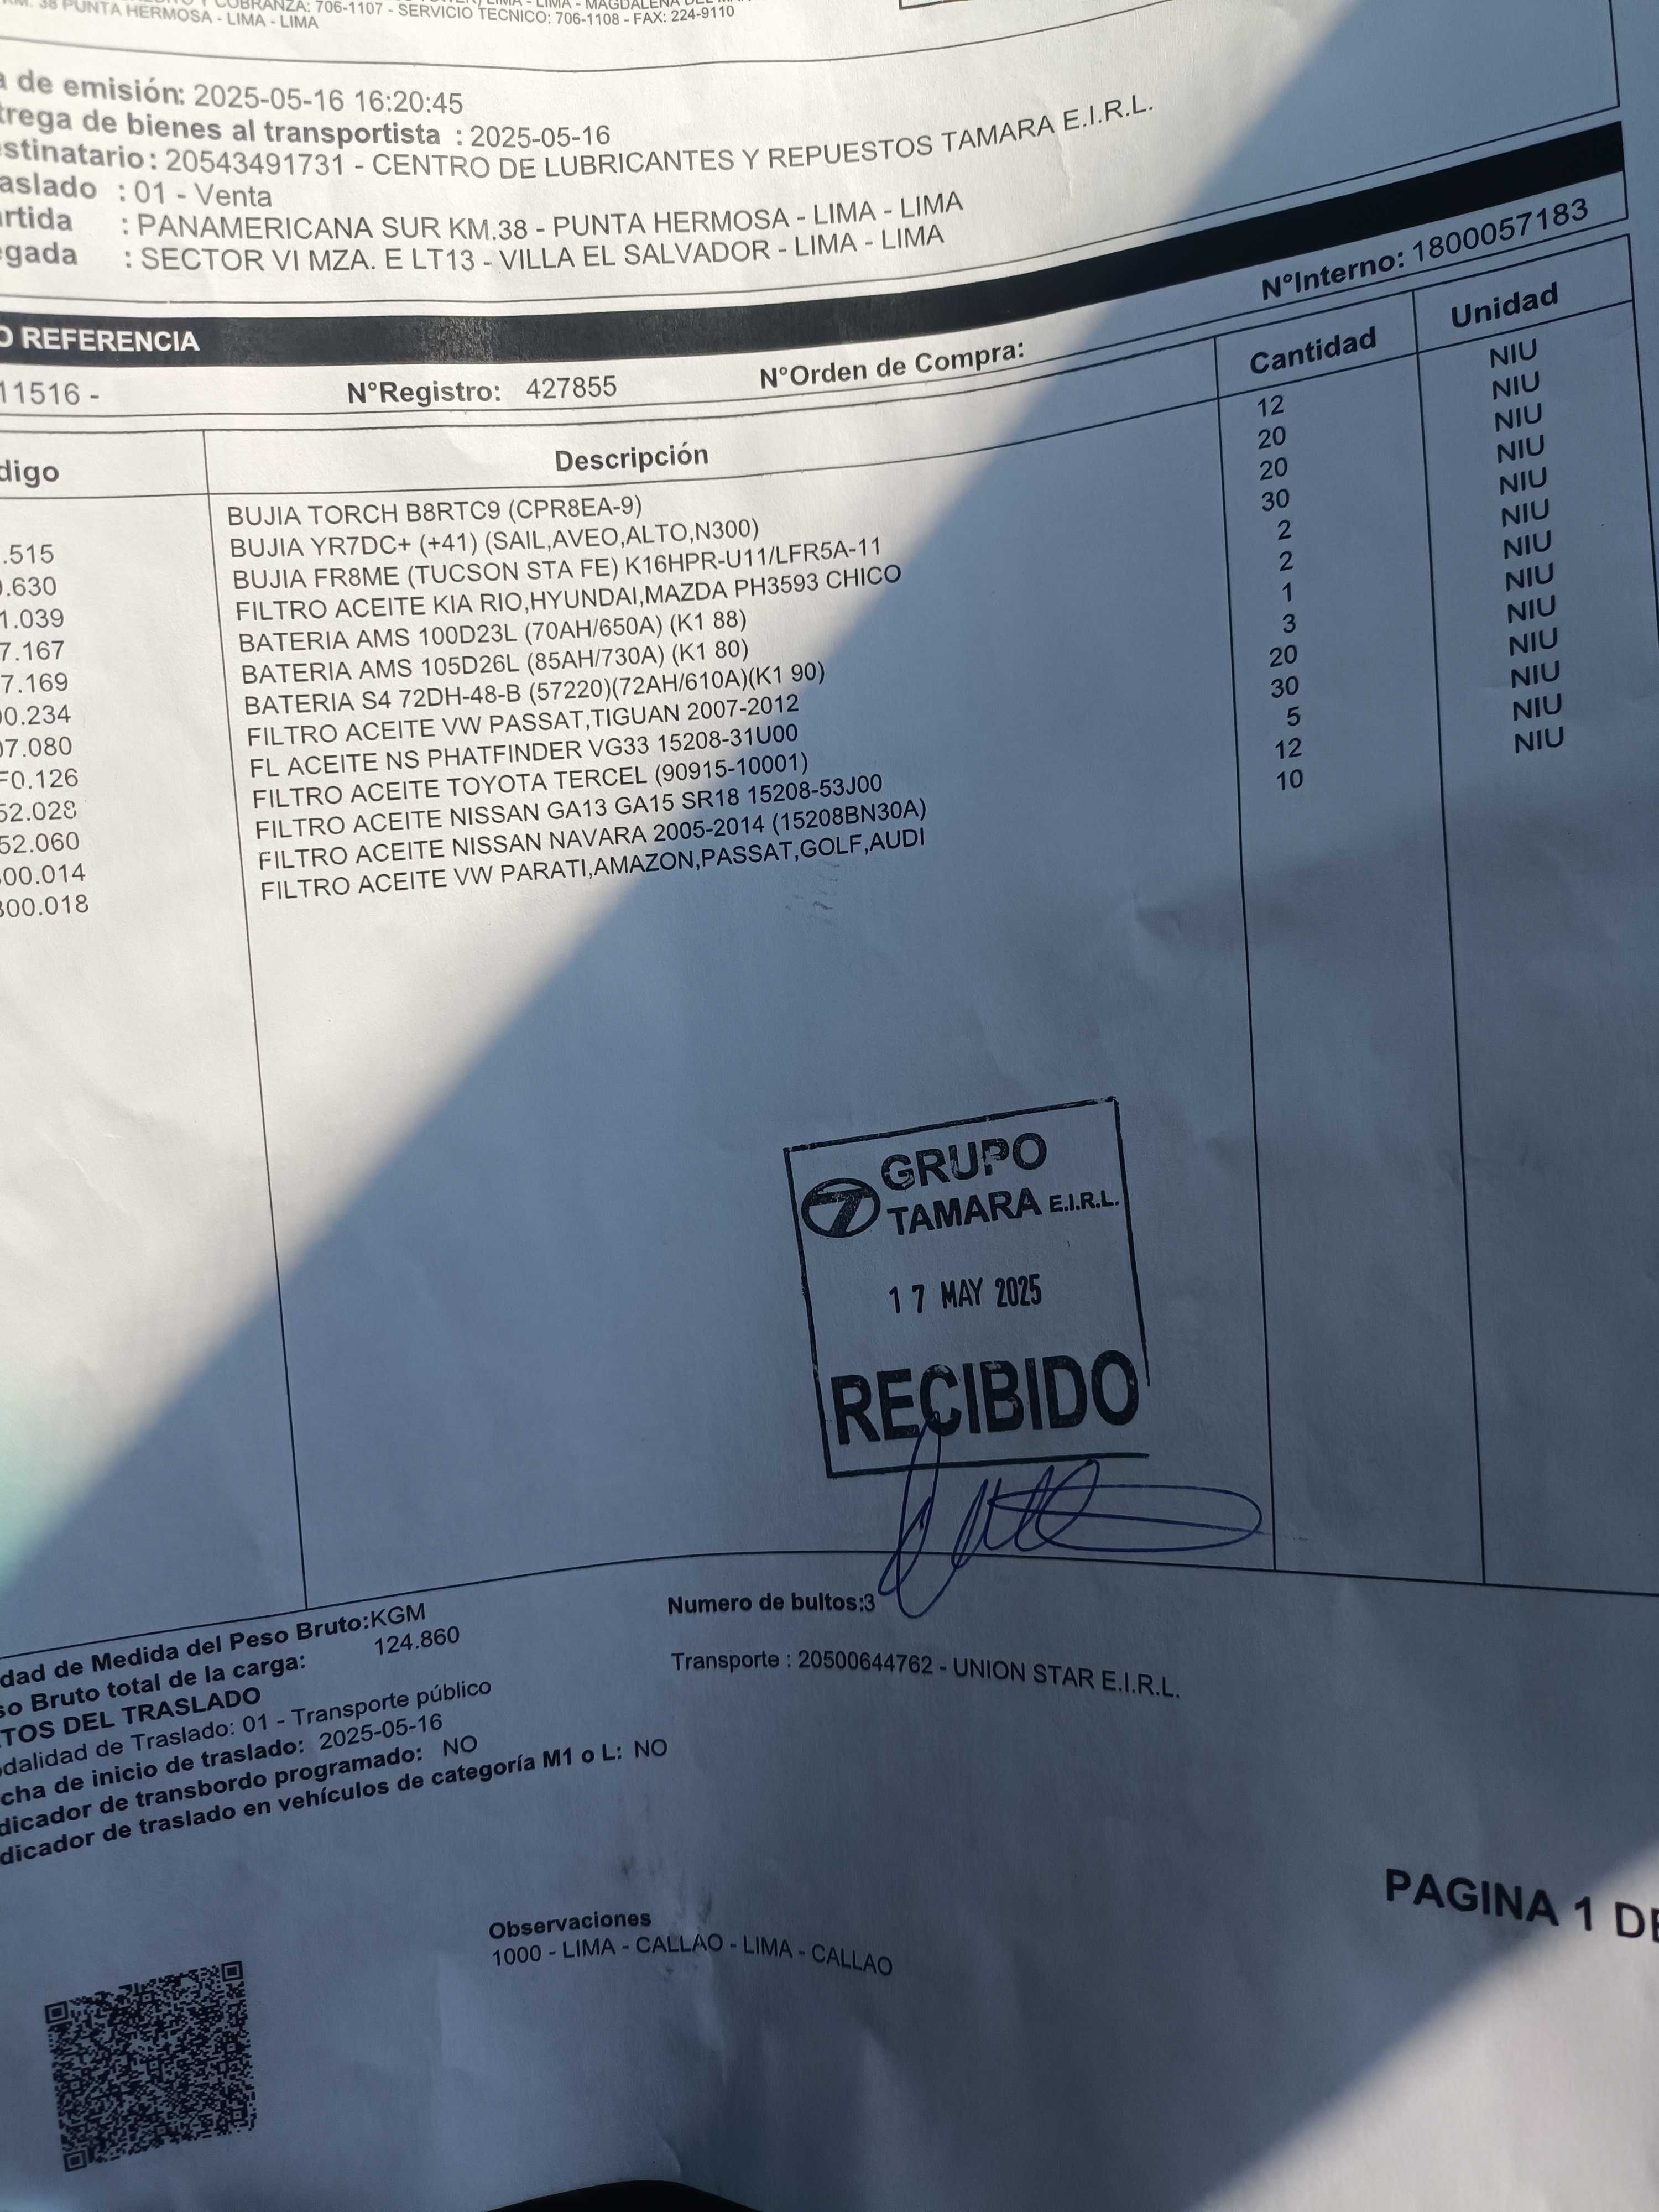 KM. 38 PUNTA HERMOSA - LIMA - LIMA
COBRANZA: 706-1107 - SERVICIO TECNICO: 706-1108 - FAX: 224-9110
a de emisión: 2025-05-16 16:20:45
trega de bienes al transportista : 2025-05-16
estinatario: 20543491731 - CENTRO DE LUBRICANTES Y REPUESTOS TAMARA E.I.R.L.
aslado : 01 - Venta
artida : PANAMERICANA SUR KM.38 - PUNTA HERMOSA - LIMA - LIMA
egada : SECTOR VI MZA. E LT13 - VILLA EL SALVADOR - LIMA - LIMA
O REFERENCIA
N°Interno: 1800057183
11516 - N°Registro: 427855 N°Orden de Compra:
digo Descripción Cantidad Unidad
BUJIA TORCH B8RTC9 (CPR8EA-9) 12 NIU
.515 BUJIA YR7DC+ (+41) (SAIL,AVEO,ALTO,N300) 20 NIU
.630 BUJIA FR8ME (TUCSON STA FE) K16HPR-U11/LFR5A-11 20 NIU
1.039 FILTRO ACEITE KIA RIO,HYUNDAI,MAZDA PH3593 CHICO 30 NIU
7.167 BATERIA AMS 100D23L (70AH/650A) (K1 88) 2 NIU
7.169 BATERIA AMS 105D26L (85AH/730A) (K1 80) 2 NIU
00.234 BATERIA S4 72DH-48-B (57220)(72AH/610A)(K1 90) 1 NIU
07.080 FILTRO ACEITE VW PASSAT,TIGUAN 2007-2012 3 NIU
F0.126 FL ACEITE NS PHATFINDER VG33 15208-31U00 20 NIU
52.028 FILTRO ACEITE TOYOTA TERCEL (90915-10001) 30 NIU
52.060 FILTRO ACEITE NISSAN GA13 GA15 SR18 15208-53J00 5 NIU
00.014 FILTRO ACEITE NISSAN NAVARA 2005-2014 (15208BN30A) 12 NIU
300.018 FILTRO ACEITE VW PARATI,AMAZON,PASSAT,GOLF,AUDI 10 NIU
GRUPO
TAMARA E.I.R.L.
17 MAY 2025
RECIBIDO
dad de Medida del Peso Bruto:KGM
Numero de bultos:3
so Bruto total de la carga: 124.860
Transporte : 20500644762 - UNION STAR E.I.R.L.
TOS DEL TRASLADO
odalidad de Traslado: 01 - Transporte público
cha de inicio de traslado: 2025-05-16
dicador de transbordo programado: NO
dicador de traslado en vehículos de categoría M1 o L: NO
PAGINA 1 DE
Observaciones
1000 - LIMA - CALLAO - LIMA - CALLAO